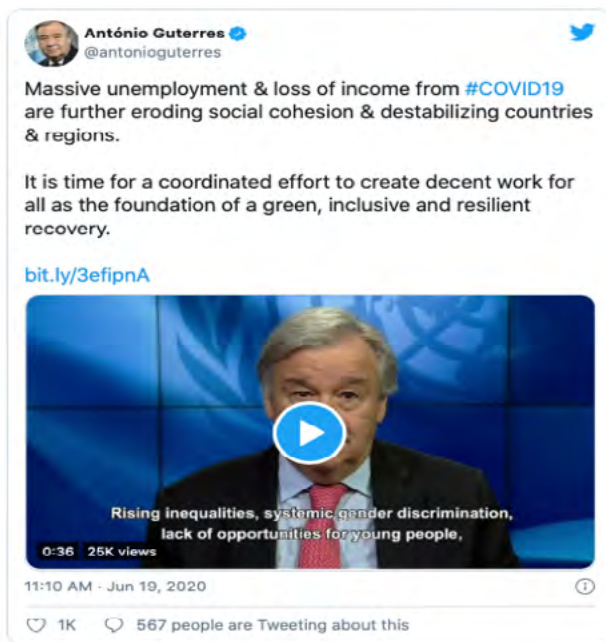 António Guterres
@antonioguterres
Massive unemployment & loss of income from #COVID19
are further eroding social cohesion & destabilizing countries
& regions.
It is time for a coordinated effort to create decent work for
all as the foundation of a green, inclusive and resilient
recovery.
bit.ly/3efipnA
Rising inequalities, systemic gender discrimination,
lack of opportunities for young people,
0:36 25K views
11:10 AM · Jun 19, 2020
1K 567 people are Tweeting about this